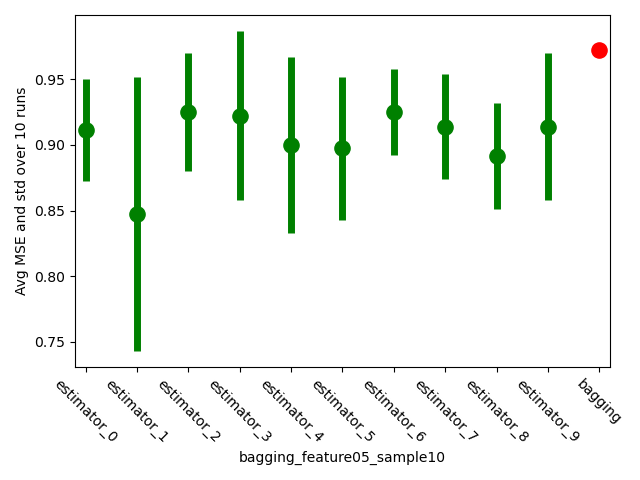 Avg MSE and std over 10 runs
0.95
0.90
0.85
0.80
0.75
estimator_0
estimator_1
estimator_2
estimator_3
estimator_4
estimator_5
estimator_6
estimator_7
estimator_8
estimator_9
bagging
bagging_feature05_sample10